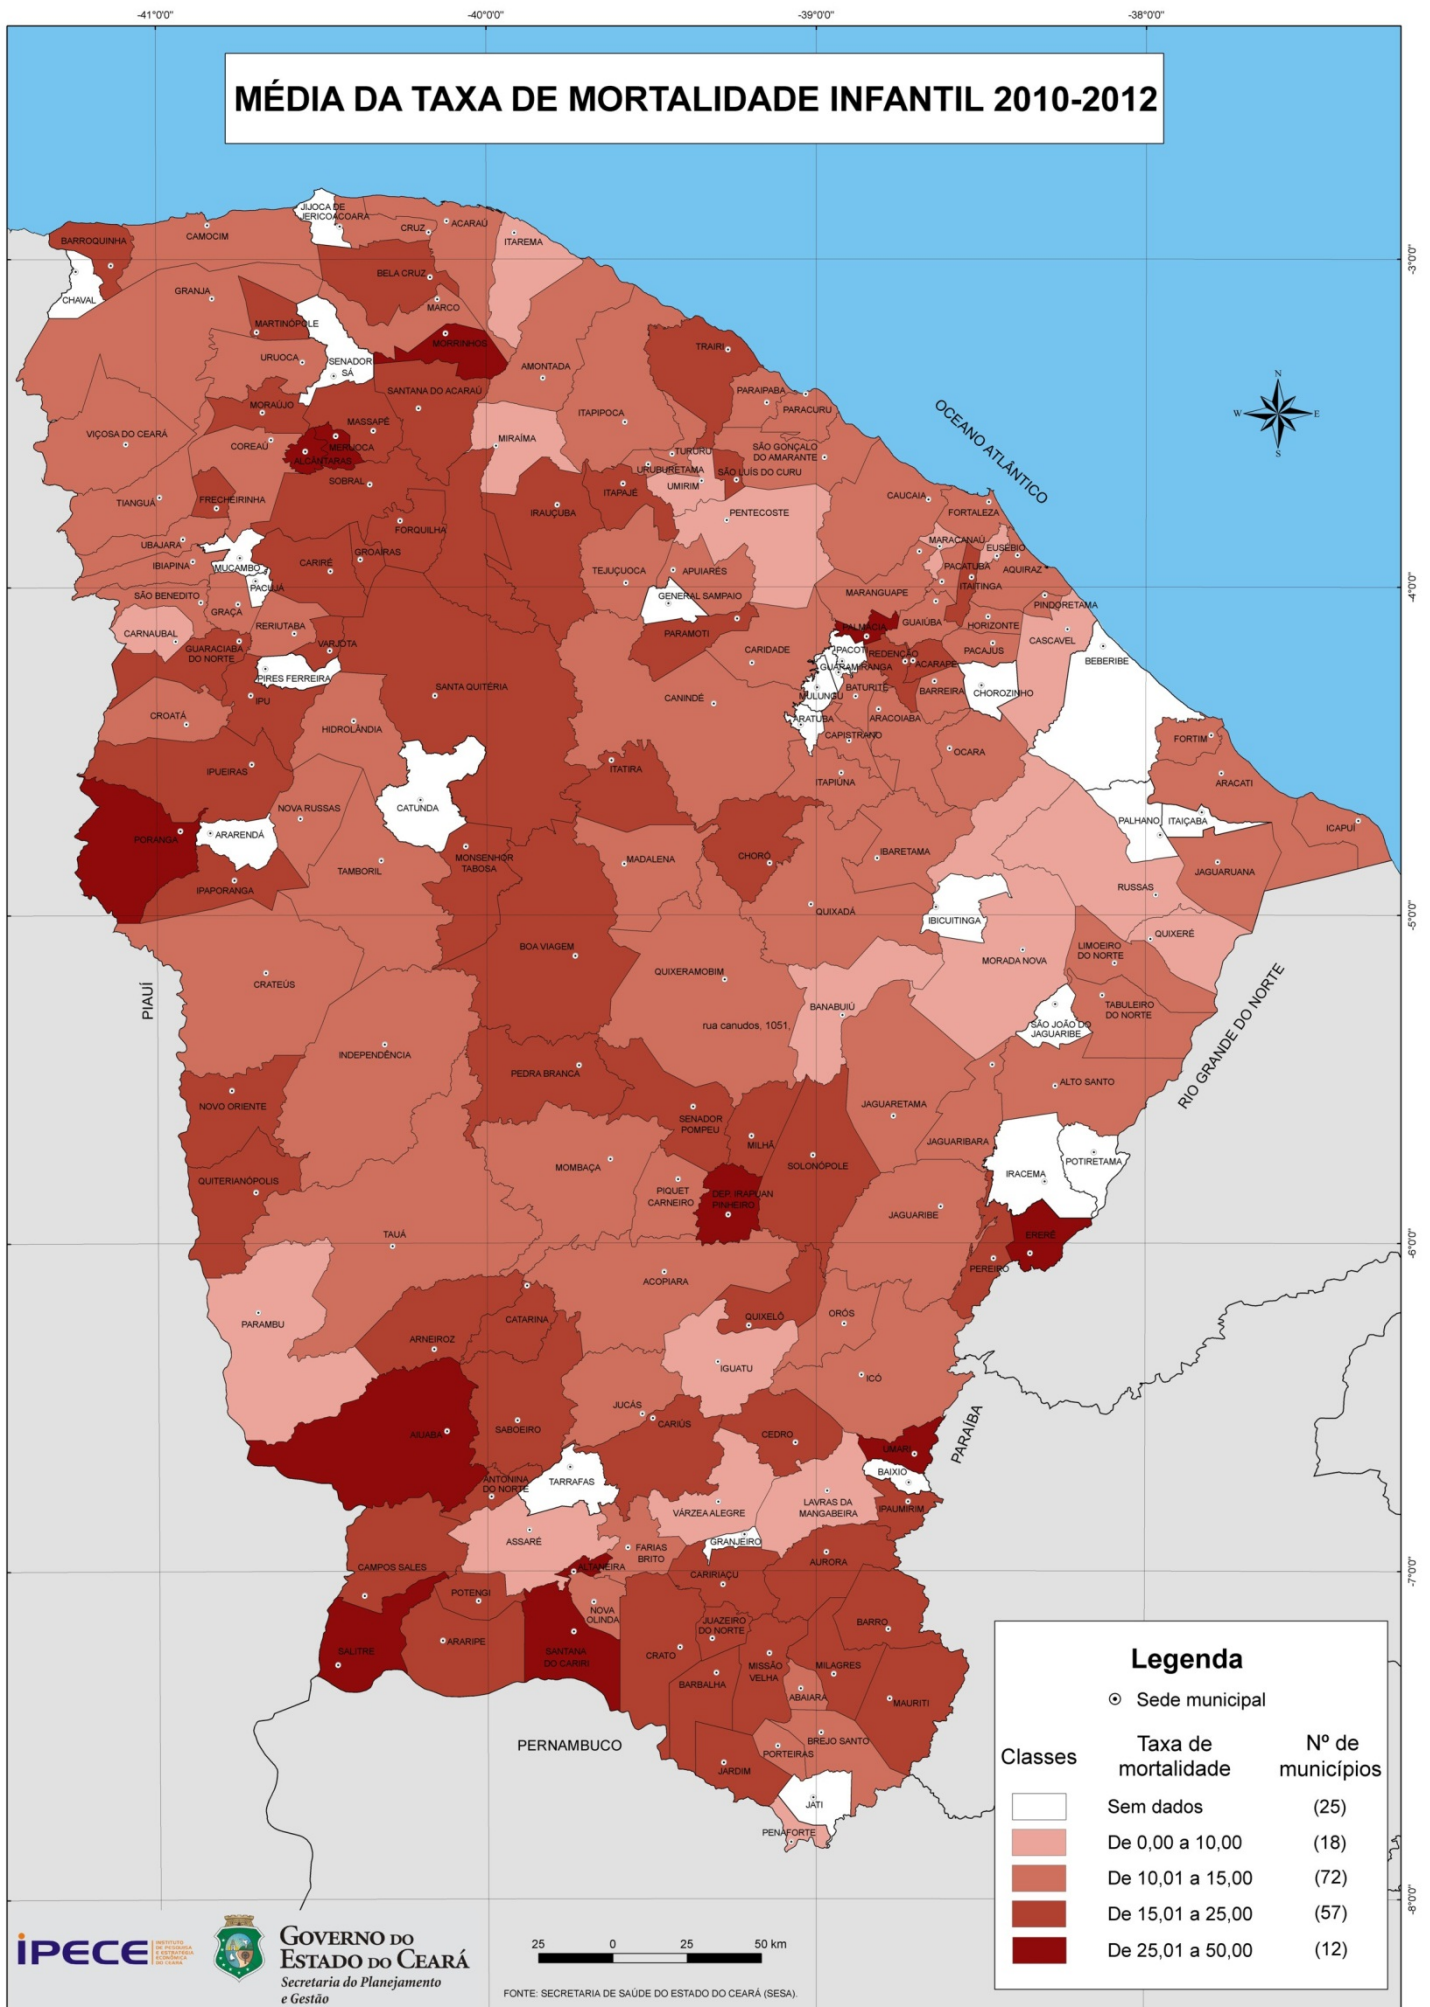 -41°0'0"
-40°0'0"
-39°0'0"
-38°0'0"
MÉDIA DA TAXA DE MORTALIDADE INFANTIL 2010-2012
JIJOCA DE
JERICOACOARA
CRUZ
ACARAÚ
BARROQUINHA
CAMOCIM
ITAREMA
-3°0'0"
BELA CRUZ
CHAVAL
GRANJA
MARCO
MARTINÓPOLE
MORRINHOS
TRAIRI
URUOCA
SENADOR
SÁ
AMONTADA
SANTANA DO ACARAÚ
PARAIPABA
MORAÚJO
ITAPIPOCA
PARACURU
OCEANO ATLÂNTICO
N
W
E
S
MASSAPÊ
VIÇOSA DO CEARÁ
COREAÚ
MERUOCA
MIRAÍMA
SÃO GONÇALO
DO AMARANTE
ALCÂNTARAS
TURURU
URUBURETAMA
SÃO LUÍS DO CURU
SOBRAL
UMIRIM
TIANGUÁ
FRECHEIRINHA
ITAPAJÉ
CAUCAIA
IRAUÇUBA
PENTECOSTE
FORTALEZA
FORQUILHA
UBAJARA
MARACANAÚ
EUSÉBIO
GROAÍRAS
IBIAPINA
MUCAMBO
CARIRÉ
TEJUÇUOCA
APUIARÉS
PACATUBA
AQUIRAZ
PACUJÁ
ITAITINGA
-4°0'0"
SÃO BENEDITO
GENERAL SAMPAIO
MARANGUAPE
PINDORETAMA
GRAÇA
RERIUTABA
PALMÁCIA
GUAIÚBA
HORIZONTE
CARNAUBAL
PARAMOTI
CASCAVEL
GUARACIABA
DO NORTE
VARJOTA
CARIDADE
PACOTI
REDENÇÃO
PACAJUS
BEBERIBE
GUARAMIRANGA
ACARAPE
PIRES FERREIRA
MULUNGU
BATURITÉ
BARREIRA
CHOROZINHO
IPU
SANTA QUITÉRIA
CANINDÉ
CROATÁ
ARATUBA
ARACOIABA
HIDROLÂNDIA
CAPISTRANO
FORTIM
OCARA
IPUEIRAS
ITATIRA
ITAPIÚNA
ARACATI
NOVA RUSSAS
CATUNDA
PALHANO
ITAIÇABA
ICAPUÍ
PORANGA
ARARENDÁ
MONSENHOR
TABOSA
MADALENA
CHORÓ
IBARETAMA
TAMBORIL
JAGUARUANA
IPAPORANGA
RUSSAS
QUIXADÁ
IBICUITINGA
-5°0'0"
QUIXERÉ
BOA VIAGEM
LIMOEIRO
DO NORTE
MORADA NOVA
QUIXERAMOBIM
CRATEÚS
PIAUÍ
BANABUIÚ
TABULEIRO
DO NORTE
rua canudos, 1051,
SÃO JOÃO DO
JAGUARIBE
RIO GRANDE DO NORTE
INDEPENDÊNCIA
PEDRA BRANCA
ALTO SANTO
NOVO ORIENTE
JAGUARETAMA
SENADOR
POMPEU
MILHÃ
JAGUARIBARA
SOLONÓPOLE
MOMBAÇA
POTIRETAMA
IRACEMA
QUITERIANÓPOLIS
PIQUET
CARNEIRO
DEP. IRAPUAN
PINHEIRO
JAGUARIBE
TAUÁ
ERERÊ
-6°0'0"
PEREIRO
ACOPIARA
PARAMBU
CATARINA
QUIXELÔ
ORÓS
ARNEIROZ
IGUATU
ICÓ
JUCÁS
AIUABA
SABOEIRO
CARIÚS
CEDRO
PARAÍBA
UMARI
ANTONINA
DO NORTE
TARRAFAS
BAIXIO
LAVRAS DA
MANGABEIRA
IPAUMIRIM
VÁRZEA ALEGRE
ASSARÉ
GRANJEIRO
FARIAS
BRITO
AURORA
CAMPOS SALES
ALTANEIRA
CARIRIAÇU
-7°0'0"
POTENGI
NOVA
OLINDA
JUAZEIRO
DO NORTE
BARRO
ARARIPE
SALITRE
SANTANA
DO CARIRI
CRATO
MISSÃO
VELHA
MILAGRES
BARBALHA
ABAIARA
MAURITI
PERNAMBUCO
BREJO SANTO
PORTEIRAS
JARDIM
JATI
PENAFORTE
-8°0'0"
Legenda
Sede municipal
Classes
Taxa de
mortalidade
Nº de
municípios
Sem dados (25)
De 0,00 a 10,00 (18)
De 10,01 a 15,00 (72)
De 15,01 a 25,00 (57)
De 25,01 a 50,00 (12)
iPECE
INSTITUTO
DE PESQUISA
E ESTRATÉGIA
ECONÔMICA
DO CEARÁ
GOVERNO DO
ESTADO DO CEARÁ
Secretaria do Planejamento
e Gestão
25 0 25 50 km
FONTE: SECRETARIA DE SAÚDE DO ESTADO DO CEARÁ (SESA).